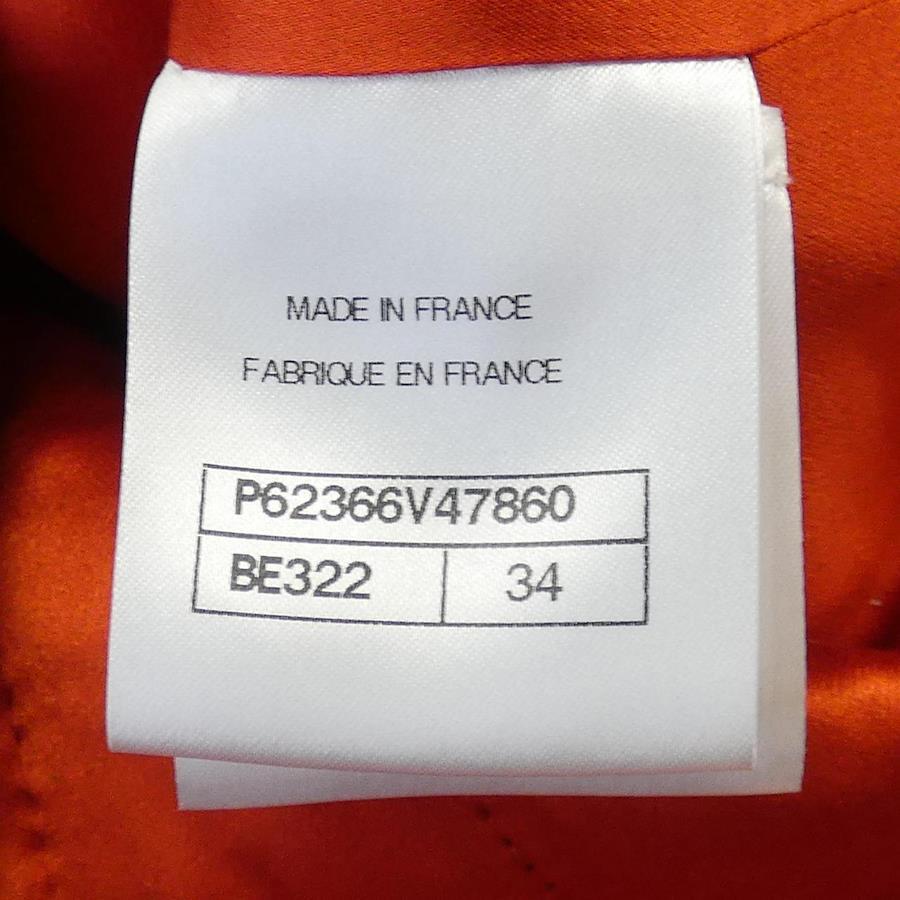 MADE IN FRANCE
FABRIQUE EN FRANCE
P62366V47860
BE322 34